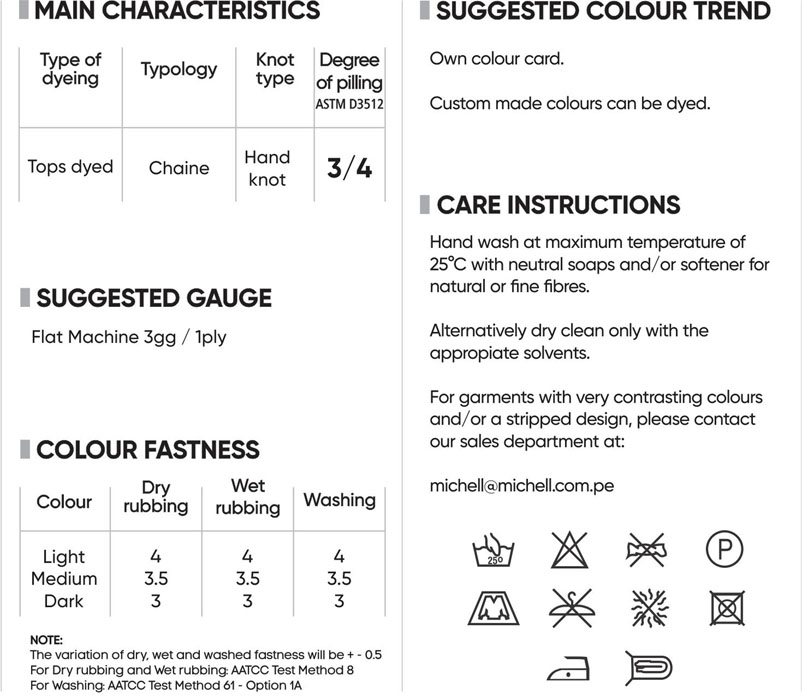 MAIN CHARACTERISTICS
Type of dyeing Typology Knot type Degree of pilling ASTM D3512
Tops dyed Chaine Hand knot 3/4
SUGGESTED GAUGE
Flat Machine 3gg / 1ply
COLOUR FASTNESS
Colour Dry rubbing Wet rubbing Washing
Light 4 4 4
Medium 3.5 3.5 3.5
Dark 3 3 3
NOTE:
The variation of dry, wet and washed fastness will be + - 0.5
For Dry rubbing and Wet rubbing: AATCC Test Method 8
For Washing: AATCC Test Method 61 - Option 1A
SUGGESTED COLOUR TREND
Own colour card.
Custom made colours can be dyed.
CARE INSTRUCTIONS
Hand wash at maximum temperature of
25°C with neutral soaps and/or softener for
natural or fine fibres.
Alternatively dry clean only with the
appropiate solvents.
For garments with very contrasting colours
and/or a stripped design, please contact
our sales department at:
michell@michell.com.pe
25°
P